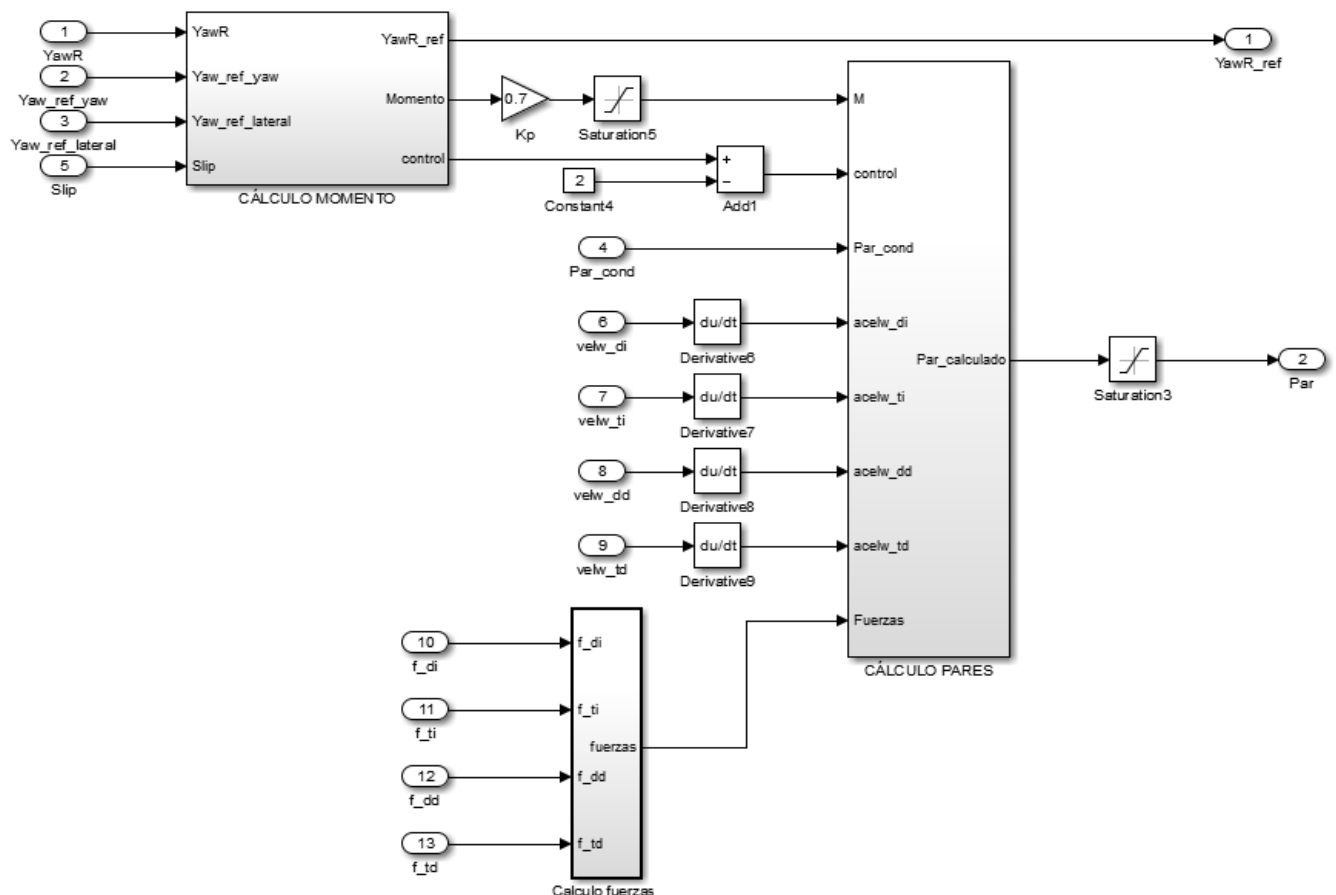 1
YawR
2
Yaw_ref_yaw
3
Yaw_ref_lateral
5
Slip
YawR
Yaw_ref_yaw
Yaw_ref_lateral
Slip
YawR_ref
Momento
control
CÁLCULO MOMENTO
0.7
Kp
Saturation5
2
Constant4
+
−
Add1
1
YawR_ref
4
Par_cond
6
velw_di
7
velw_ti
8
velw_dd
9
velw_td
du/dt
Derivative6
du/dt
Derivative7
du/dt
Derivative8
du/dt
Derivative9
M
control
Par_cond
acelw_di
acelw_ti
acelw_dd
acelw_td
Fuerzas
Par_calculado
CÁLCULO PARES
Saturation3
2
Par
10
f_di
11
f_ti
12
f_dd
13
f_td
f_di
f_ti
f_dd
f_td
fuerzas
Calculo fuerzas